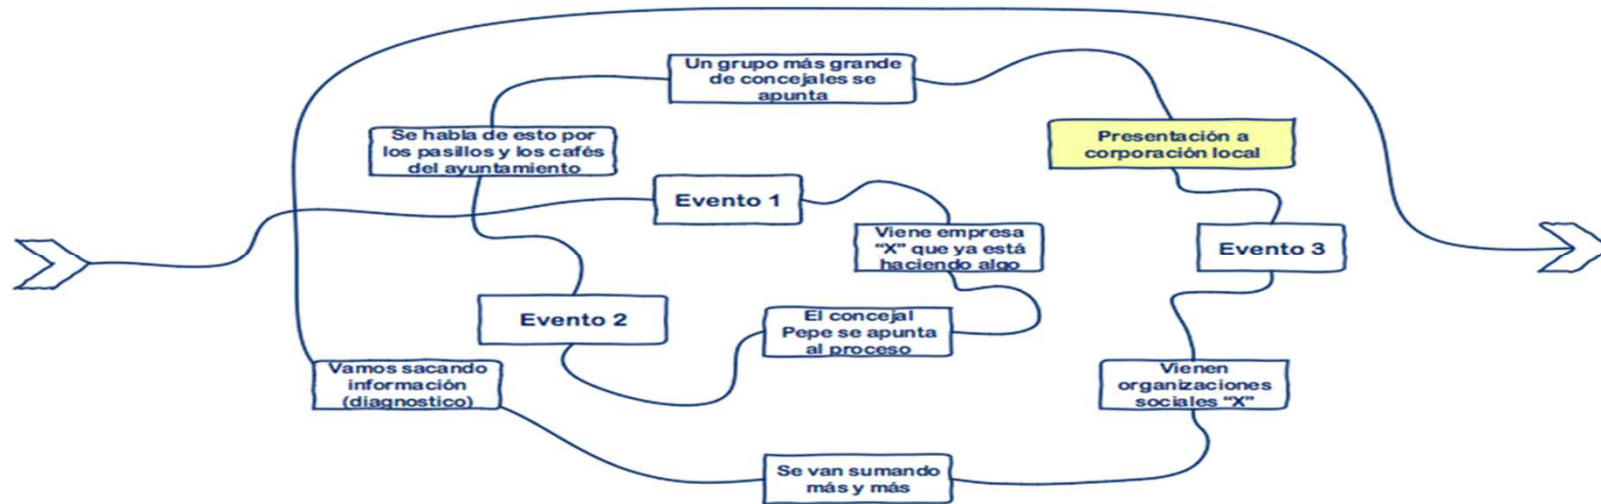 Un grupo más grande
de concejales se
apunta
Se habla de esto por
los pasillos y los cafés
del ayuntamiento
Presentación a
corporación local
Evento 1
Viene empresa
“X” que ya está
haciendo algo
Evento 3
Evento 2
El concejal
Pepe se apunta
al proceso
Vamos sacando
información
(diagnostico)
Vienen
organizaciones
sociales “X”
Se van sumando
más y más